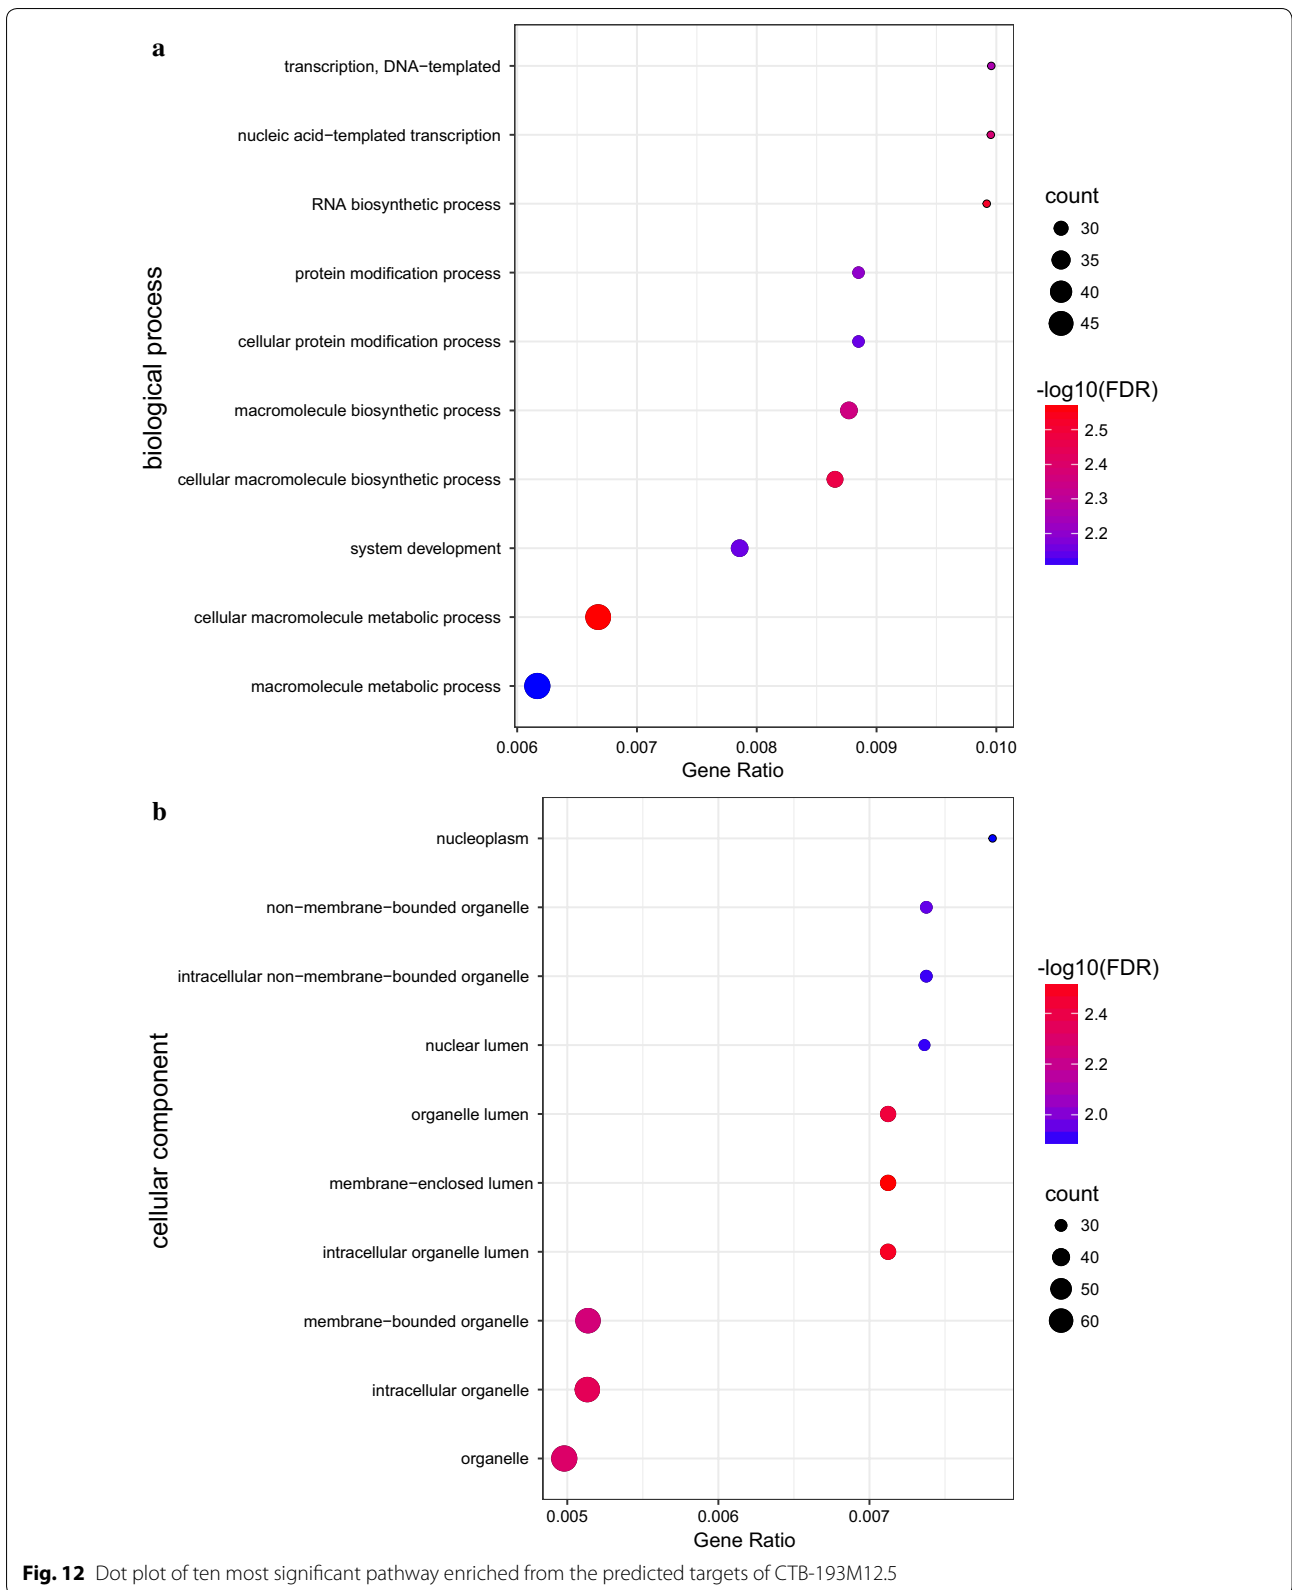 a
biological process
transcription, DNA−templated
nucleic acid−templated transcription
RNA biosynthetic process
protein modification process
cellular protein modification process
macromolecule biosynthetic process
cellular macromolecule biosynthetic process
system development
cellular macromolecule metabolic process
macromolecule metabolic process
0.006 0.007 0.008 0.009 0.010
Gene Ratio
count
30
35
40
45
-log10(FDR)
2.5
2.4
2.3
2.2
b
cellular component
nucleoplasm
non−membrane−bounded organelle
intracellular non−membrane−bounded organelle
nuclear lumen
organelle lumen
membrane−enclosed lumen
intracellular organelle lumen
membrane−bounded organelle
intracellular organelle
organelle
0.005 0.006 0.007
Gene Ratio
-log10(FDR)
2.4
2.2
2.0
count
30
40
50
60
Fig. 12 Dot plot of ten most significant pathway enriched from the predicted targets of CTB-193M12.5